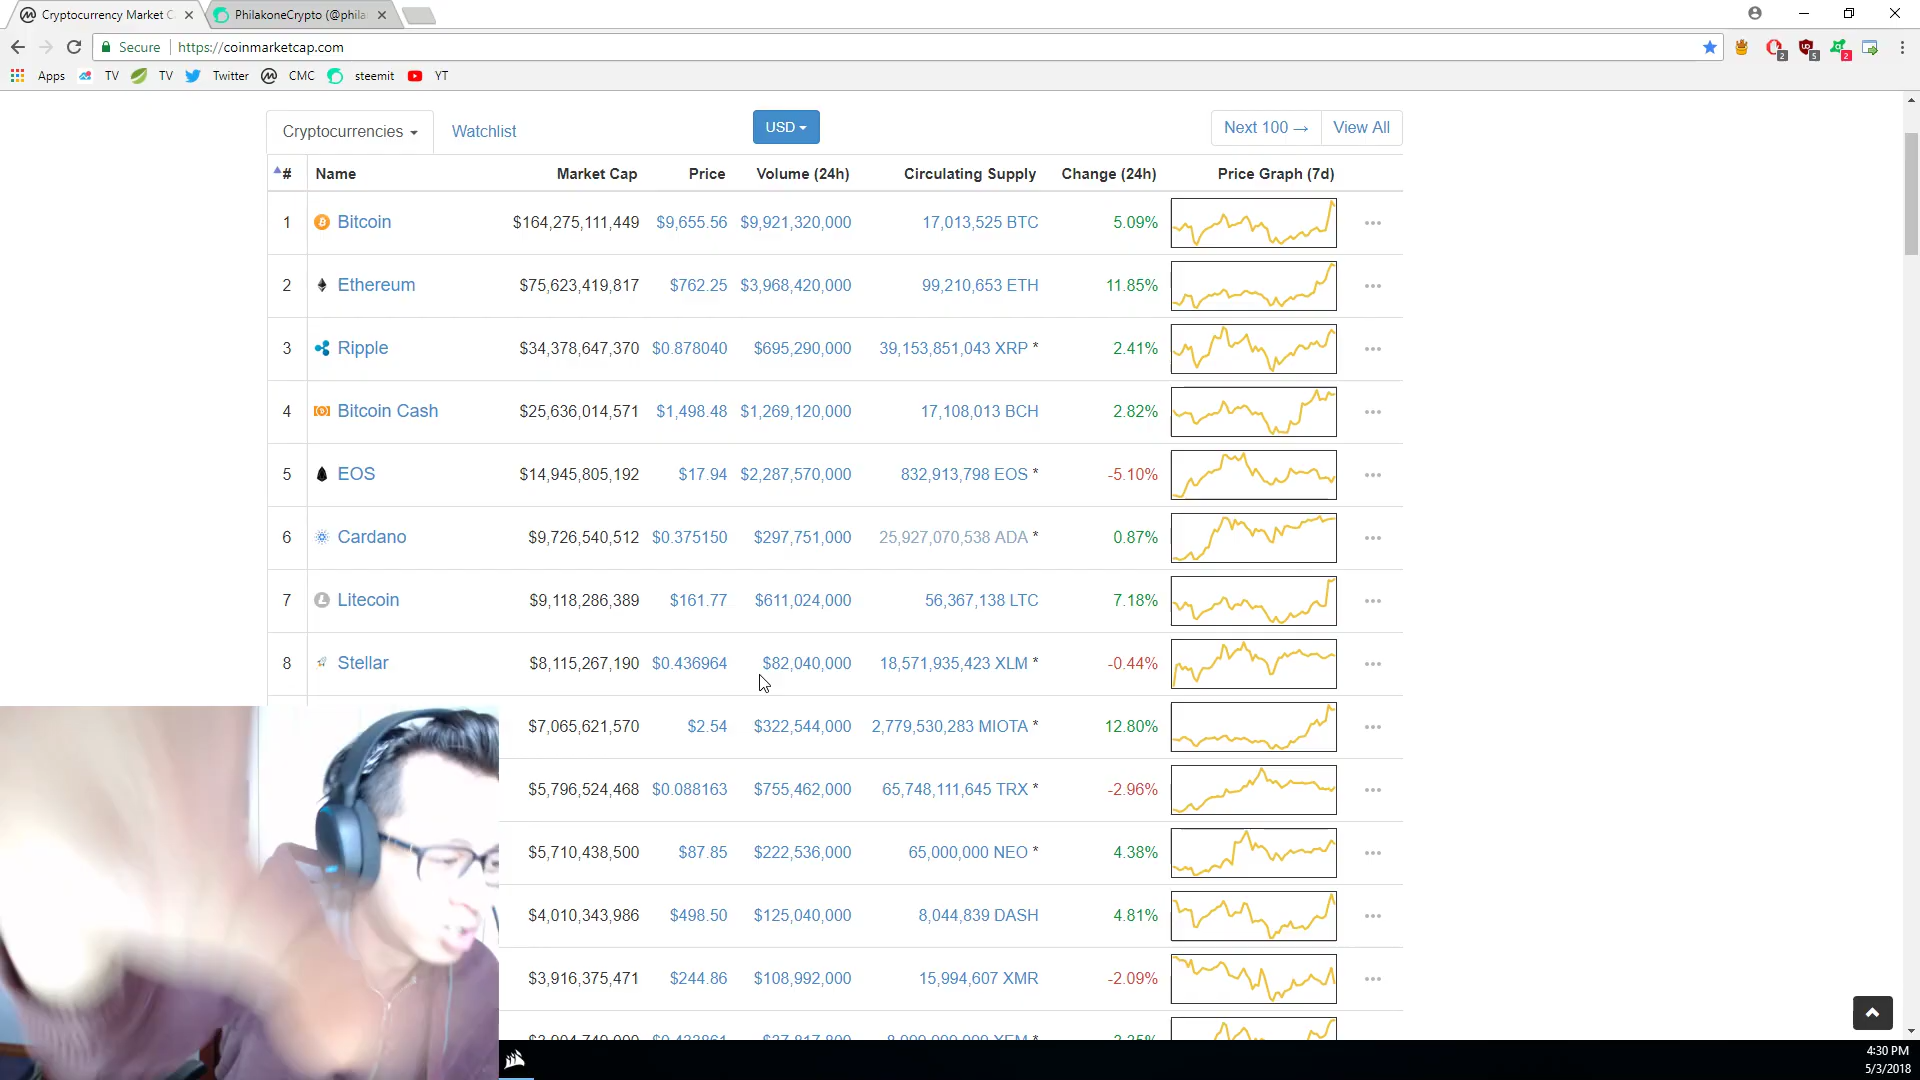 Cryptocurrency Market C
PhilakoneCrypto (@phila
Secure
https://coinmarketcap.com
2
5
2
Apps TV TV Twitter CMC steemit YT
Cryptocurrencies Watchlist USD Next 100 → View All
# Name Market Cap Price Volume (24h) Circulating Supply Change (24h) Price Graph (7d)
1 Bitcoin $164,275,111,449 $9,655.56 $9,921,320,000 17,013,525 BTC 5.09%
2 Ethereum $75,623,419,817 $762.25 $3,968,420,000 99,210,653 ETH 11.85%
3 Ripple $34,378,647,370 $0.878040 $695,290,000 39,153,851,043 XRP * 2.41%
4 Bitcoin Cash $25,636,014,571 $1,498.48 $1,269,120,000 17,108,013 BCH 2.82%
5 EOS $14,945,805,192 $17.94 $2,287,570,000 832,913,798 EOS * -5.10%
6 Cardano $9,726,540,512 $0.375150 $297,751,000 25,927,070,538 ADA * 0.87%
7 Litecoin $9,118,286,389 $161.77 $611,024,000 56,367,138 LTC 7.18%
8 Stellar $8,115,267,190 $0.436964 $82,040,000 18,571,935,423 XLM * -0.44%
$7,065,621,570 $2.54 $322,544,000 2,779,530,283 MIOTA * 12.80%
$5,796,524,468 $0.088163 $755,462,000 65,748,111,645 TRX * -2.96%
$5,710,438,500 $87.85 $222,536,000 65,000,000 NEO * 4.38%
$4,010,343,986 $498.50 $125,040,000 8,044,839 DASH 4.81%
$3,916,375,471 $244.86 $108,992,000 15,994,607 XMR -2.09%
4:30 PM
5/3/2018